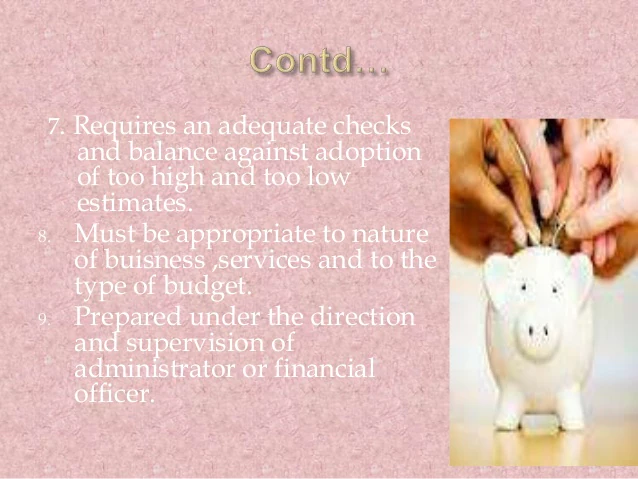 Contd...
7. Requires an adequate checks
and balance against adoption
of too high and too low
estimates.
8. Must be appropriate to nature
of buisness ,services and to the
type of budget.
9. Prepared under the direction
and supervision of
administrator or financial
officer.